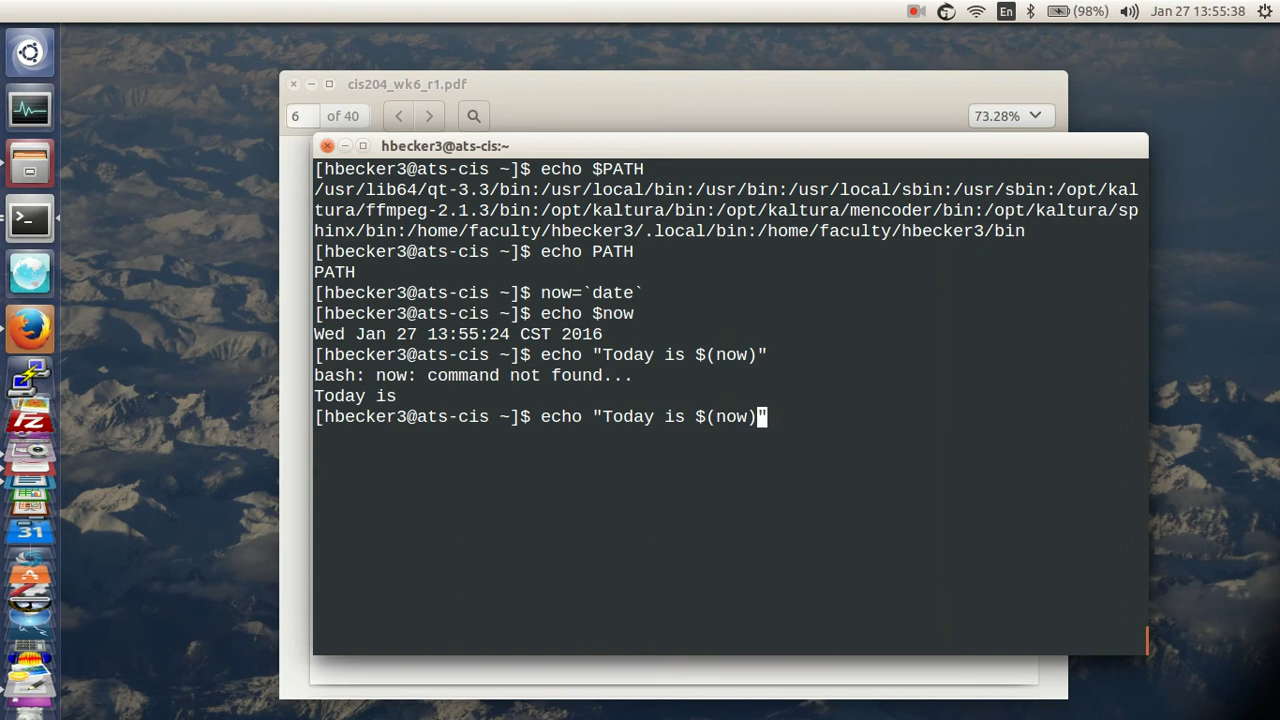 En (98%) Jan 27 13:55:38
cis204_wk6_r1.pdf
6 of 40 73.28%
hbecker3@ats-cis:~
[hbecker3@ats-cis ~]$ echo $PATH
/usr/lib64/qt-3.3/bin:/usr/local/bin:/usr/bin:/usr/local/sbin:/usr/sbin:/opt/kal
tura/ffmpeg-2.1.3/bin:/opt/kaltura/bin:/opt/kaltura/mencoder/bin:/opt/kaltura/sp
hinx/bin:/home/faculty/hbecker3/.local/bin:/home/faculty/hbecker3/bin
[hbecker3@ats-cis ~]$ echo PATH
PATH
[hbecker3@ats-cis ~]$ now=`date`
[hbecker3@ats-cis ~]$ echo $now
Wed Jan 27 13:55:24 CST 2016
[hbecker3@ats-cis ~]$ echo "Today is $(now)"
bash: now: command not found...
Today is
[hbecker3@ats-cis ~]$ echo "Today is $(now)"
>_
FZ
31